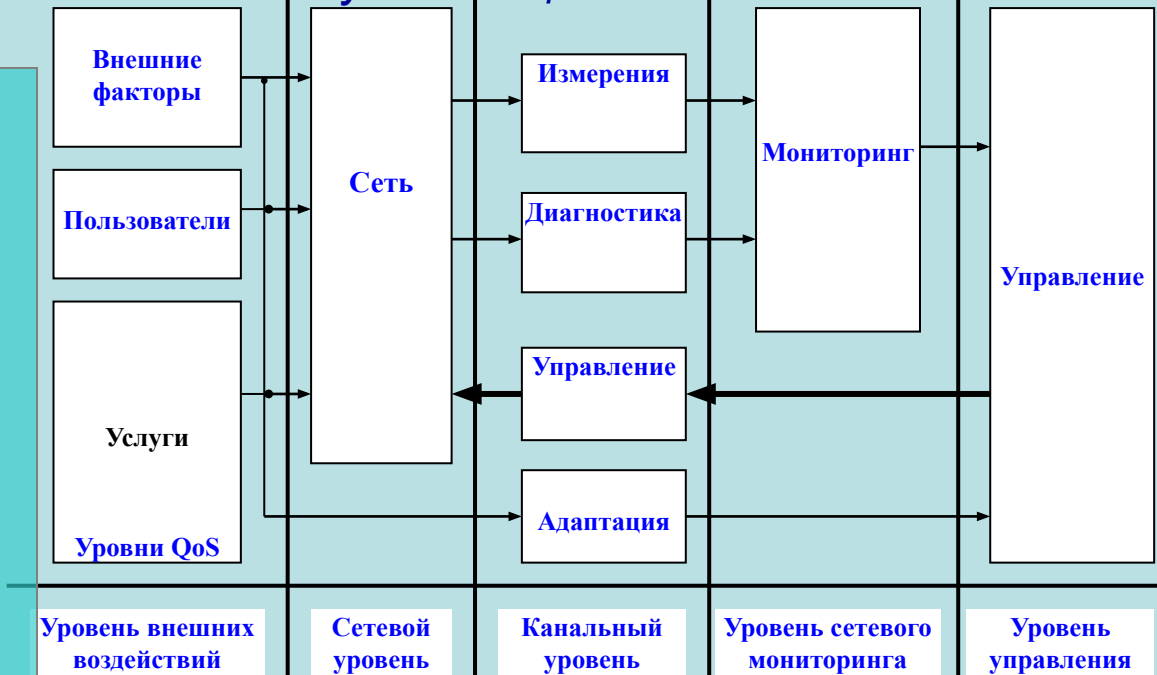 Внешние
факторы
Пользователи
Услуги
Уровни QoS
Сеть
Измерения
Диагностика
Управление
Адаптация
Мониторинг
Управление
Уровень внешних
воздействий
Сетевой
уровень
Канальный
уровень
Уровень сетевого
мониторинга
Уровень
управления